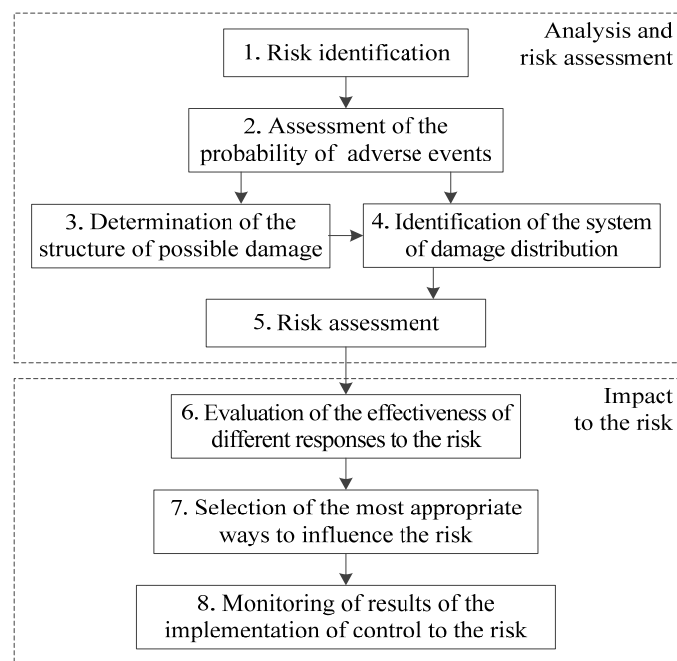 Analysis and
risk assessment
1. Risk identification
2. Assessment of the
probability of adverse events
3. Determination of the
structure of possible damage
4. Identification of the system
of damage distribution
5. Risk assessment
Impact
to the risk
6. Evaluation of the effectiveness of
different responses to the risk
7. Selection of the most appropriate
ways to influence the risk
8. Monitoring of results of the
implementation of control to the risk